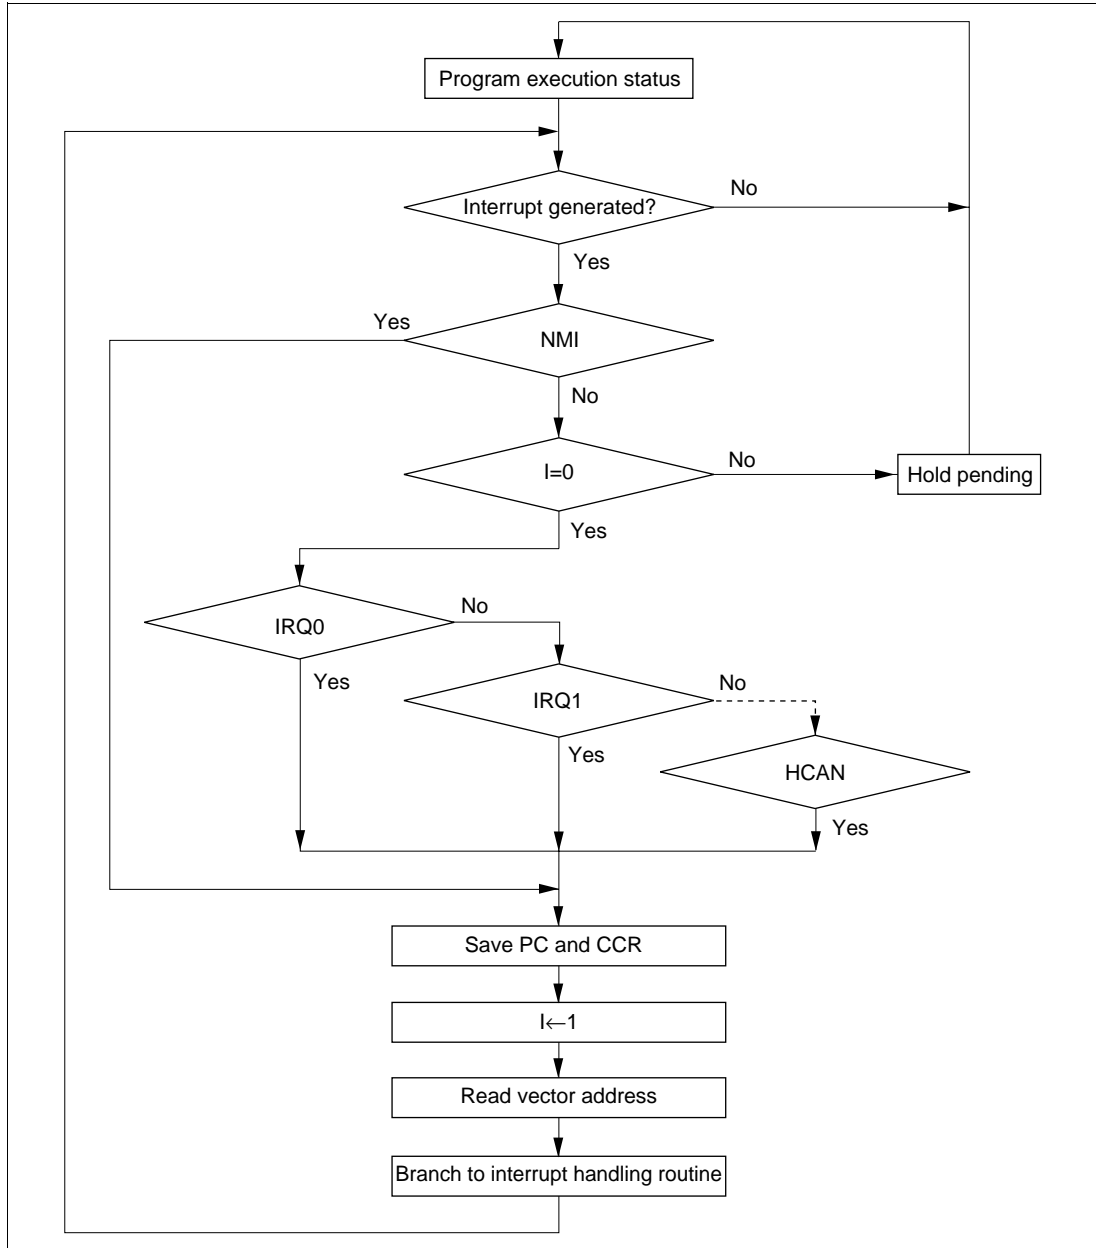 Program execution status
Interrupt generated?
No
Yes
Yes
NMI
No
I=0
No
Hold pending
Yes
IRQ0
No
Yes
IRQ1
No
Yes
HCAN
Yes
Save PC and CCR
I←1
Read vector address
Branch to interrupt handling routine